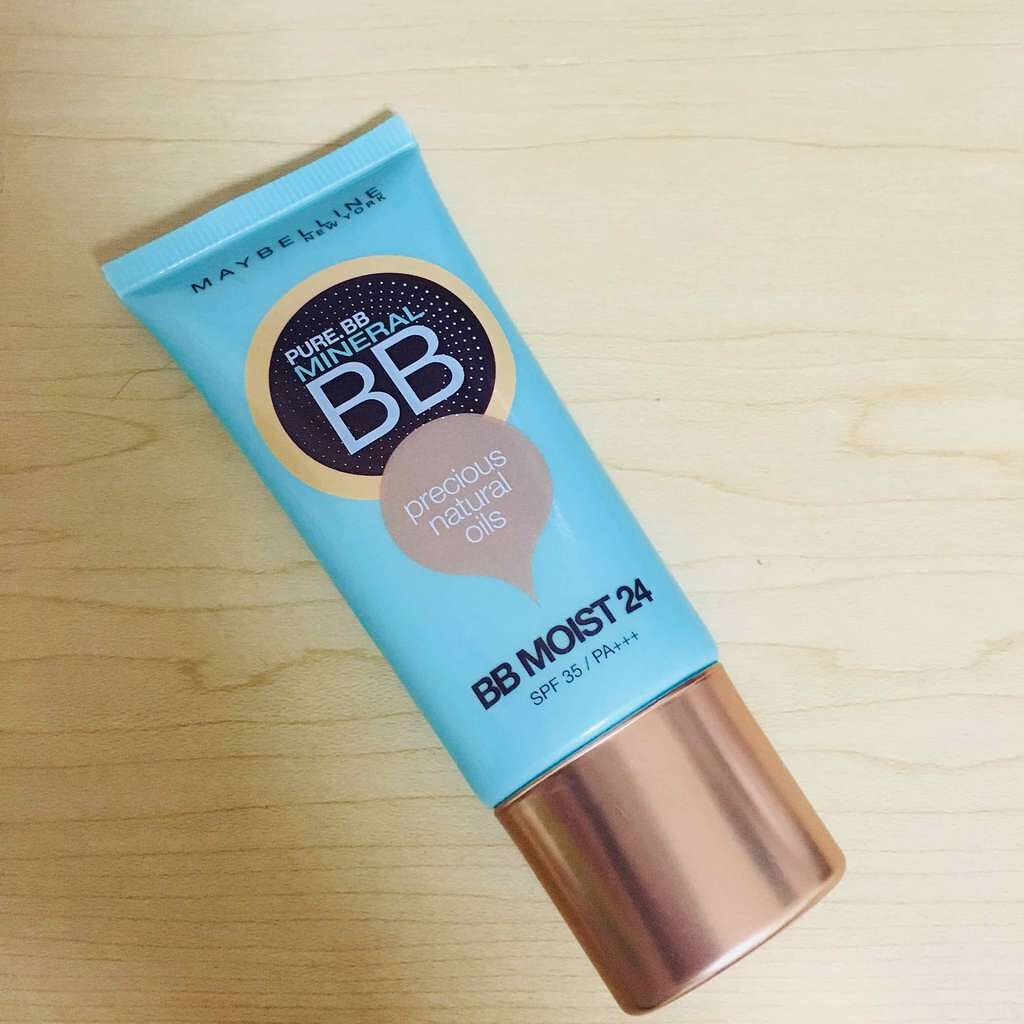 MAYBELLINE
NEW YORK
PURE.BB
MINERAL
BB
precious
natural
oils
BB MOIST 24
SPF 35 / PA+++